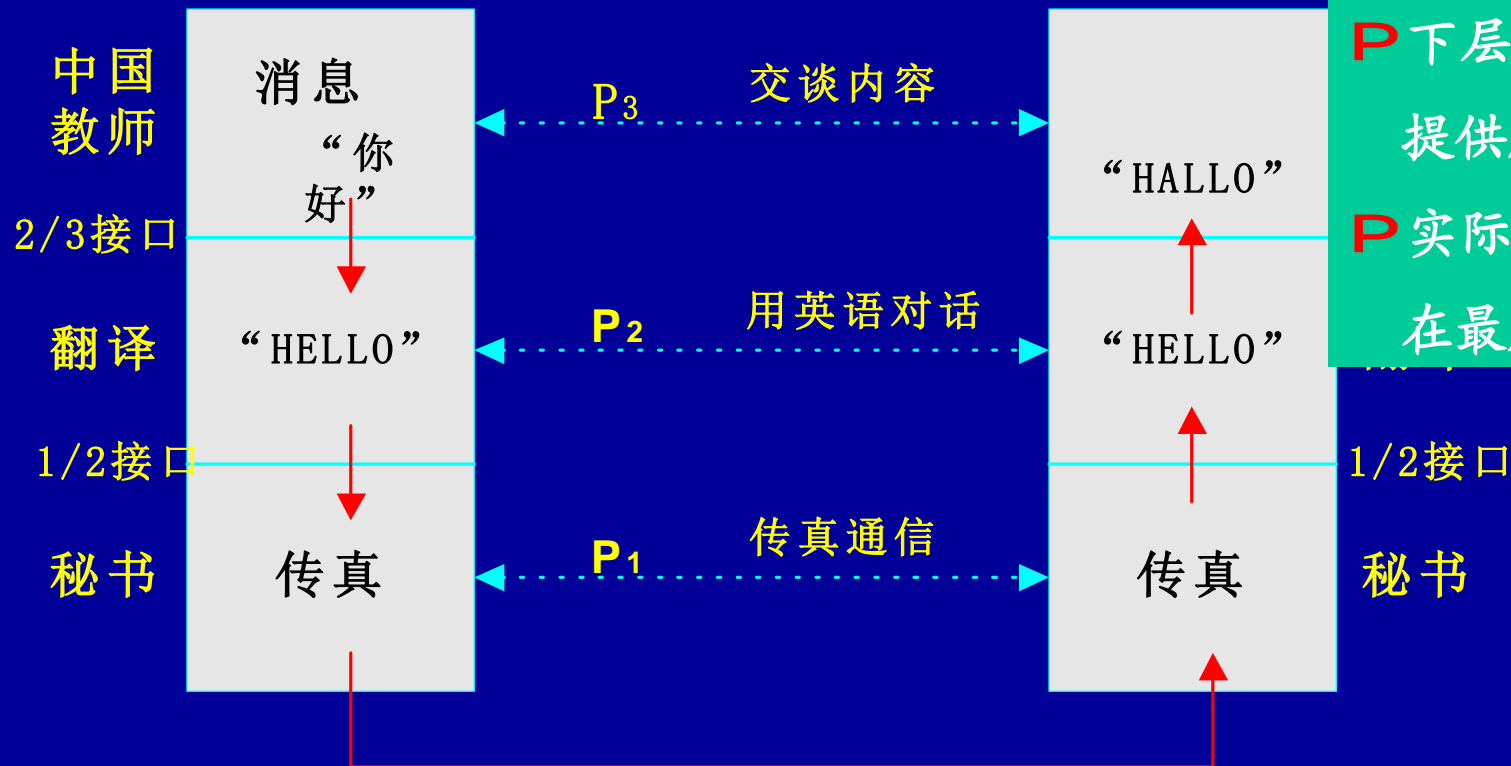 中国
教师
消息
“你
好”
P3
交谈内容
“HALLO”
P下层
提供
P实际
在最
2/3接口
翻译
“HELLO”
P2
用英语对话
“HELLO”
1/2接口
1/2接口
秘书
传真
P1
传真通信
传真
秘书